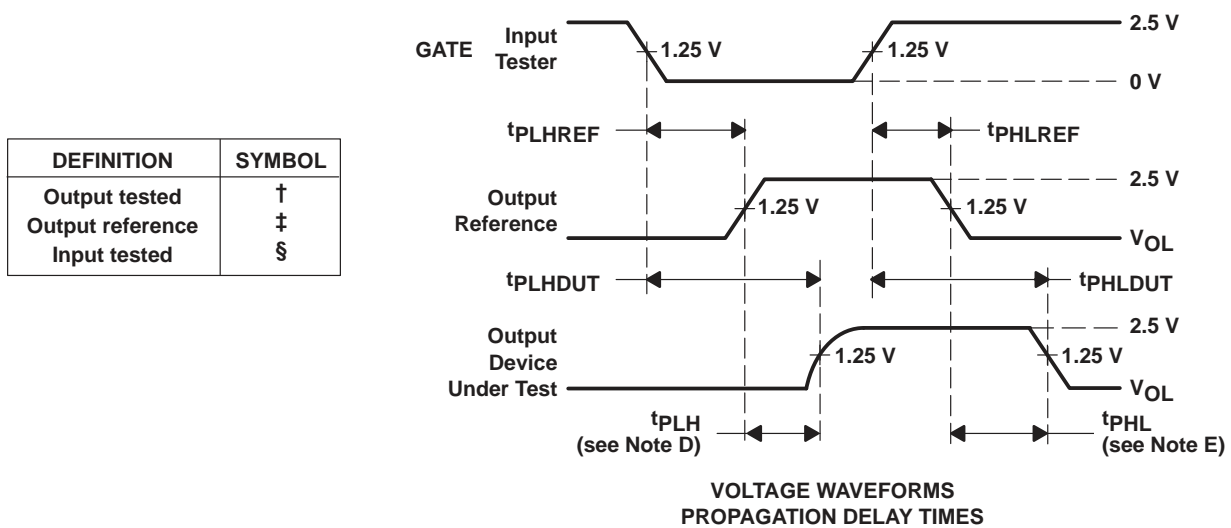 DEFINITION SYMBOL
Output tested †
Output reference ‡
Input tested §
GATE Input Tester
1.25 V
1.25 V
2.5 V
0 V
tPLHREF
tPHLREF
Output Reference
1.25 V
1.25 V
2.5 V
VOL
tPLHDUT
tPHLDUT
Output
Device
Under Test
1.25 V
1.25 V
2.5 V
VOL
tPLH
(see Note D)
tPHL
(see Note E)
VOLTAGE WAVEFORMS
PROPAGATION DELAY TIMES